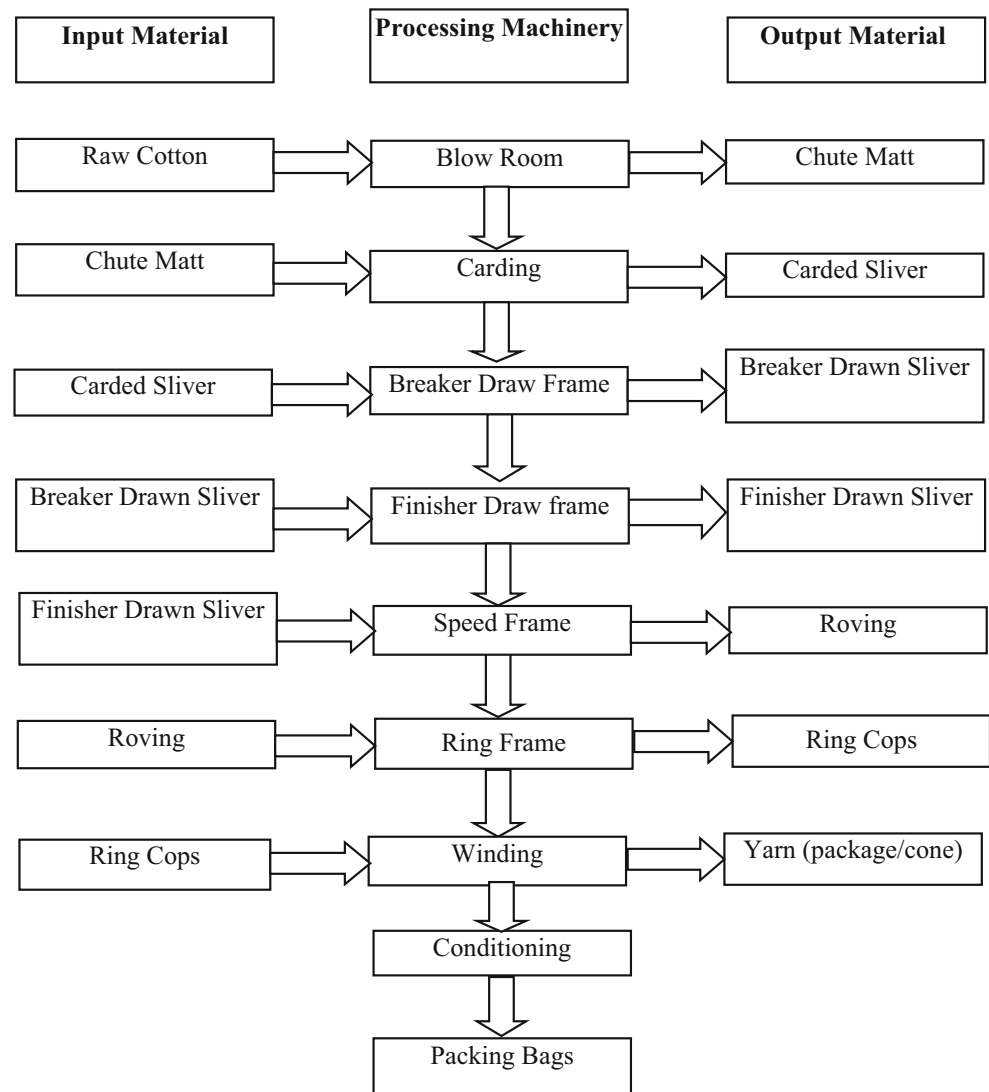 Input Material
Processing Machinery
Output Material
Raw Cotton
Blow Room
Chute Matt
Chute Matt
Carding
Carded Sliver
Carded Sliver
Breaker Draw Frame
Breaker Drawn Sliver
Breaker Drawn Sliver
Finisher Draw frame
Finisher Drawn Sliver
Finisher Drawn Sliver
Speed Frame
Roving
Roving
Ring Frame
Ring Cops
Ring Cops
Winding
Yarn (package/cone)
Conditioning
Packing Bags